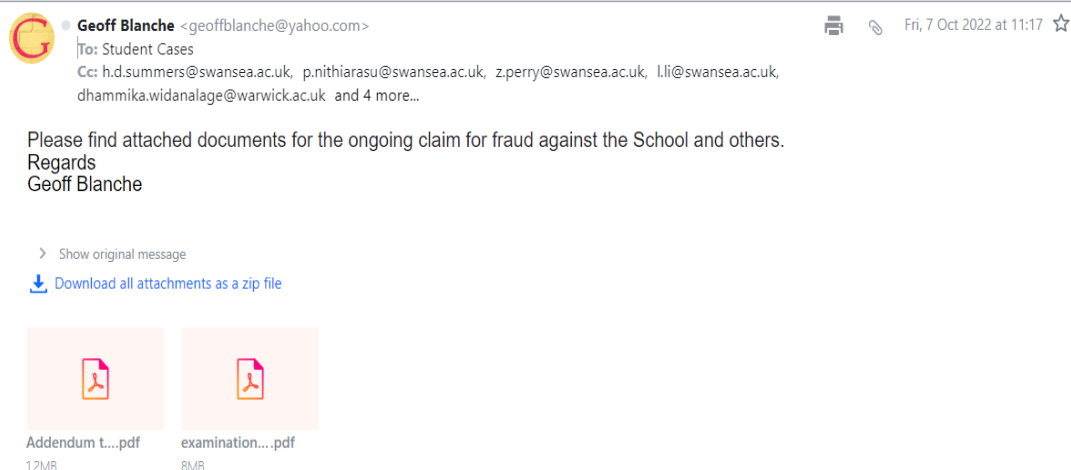 G
Geoff Blanche <geoffblanche@yahoo.com>
Fri, 7 Oct 2022 at 11:17
To: Student Cases
Cc: h.d.summers@swansea.ac.uk, p.nithiarasu@swansea.ac.uk, z.perry@swansea.ac.uk, l.li@swansea.ac.uk,
dhammika.widanalage@warwick.ac.uk and 4 more...
Please find attached documents for the ongoing claim for fraud against the School and others.
Regards
Geoff Blanche
Show original message
Download all attachments as a zip file
Addendum t....pdf
12MB
examination....pdf
8MB